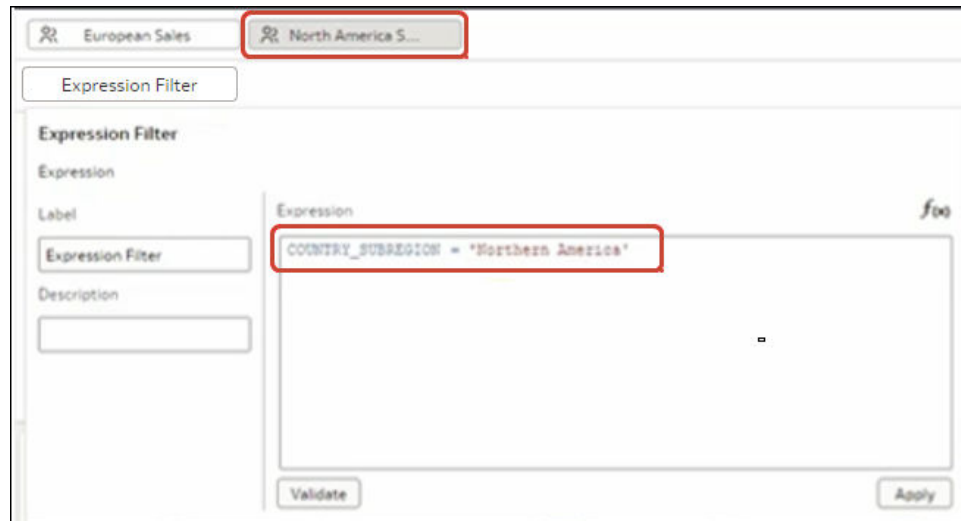 European Sales
North America S...
Expression Filter
Expression Filter
Expression
Label
Expression
f(x)
Expression Filter
COUNTRY_SUBREGION = 'Northern America'
Description
Validate
Apply